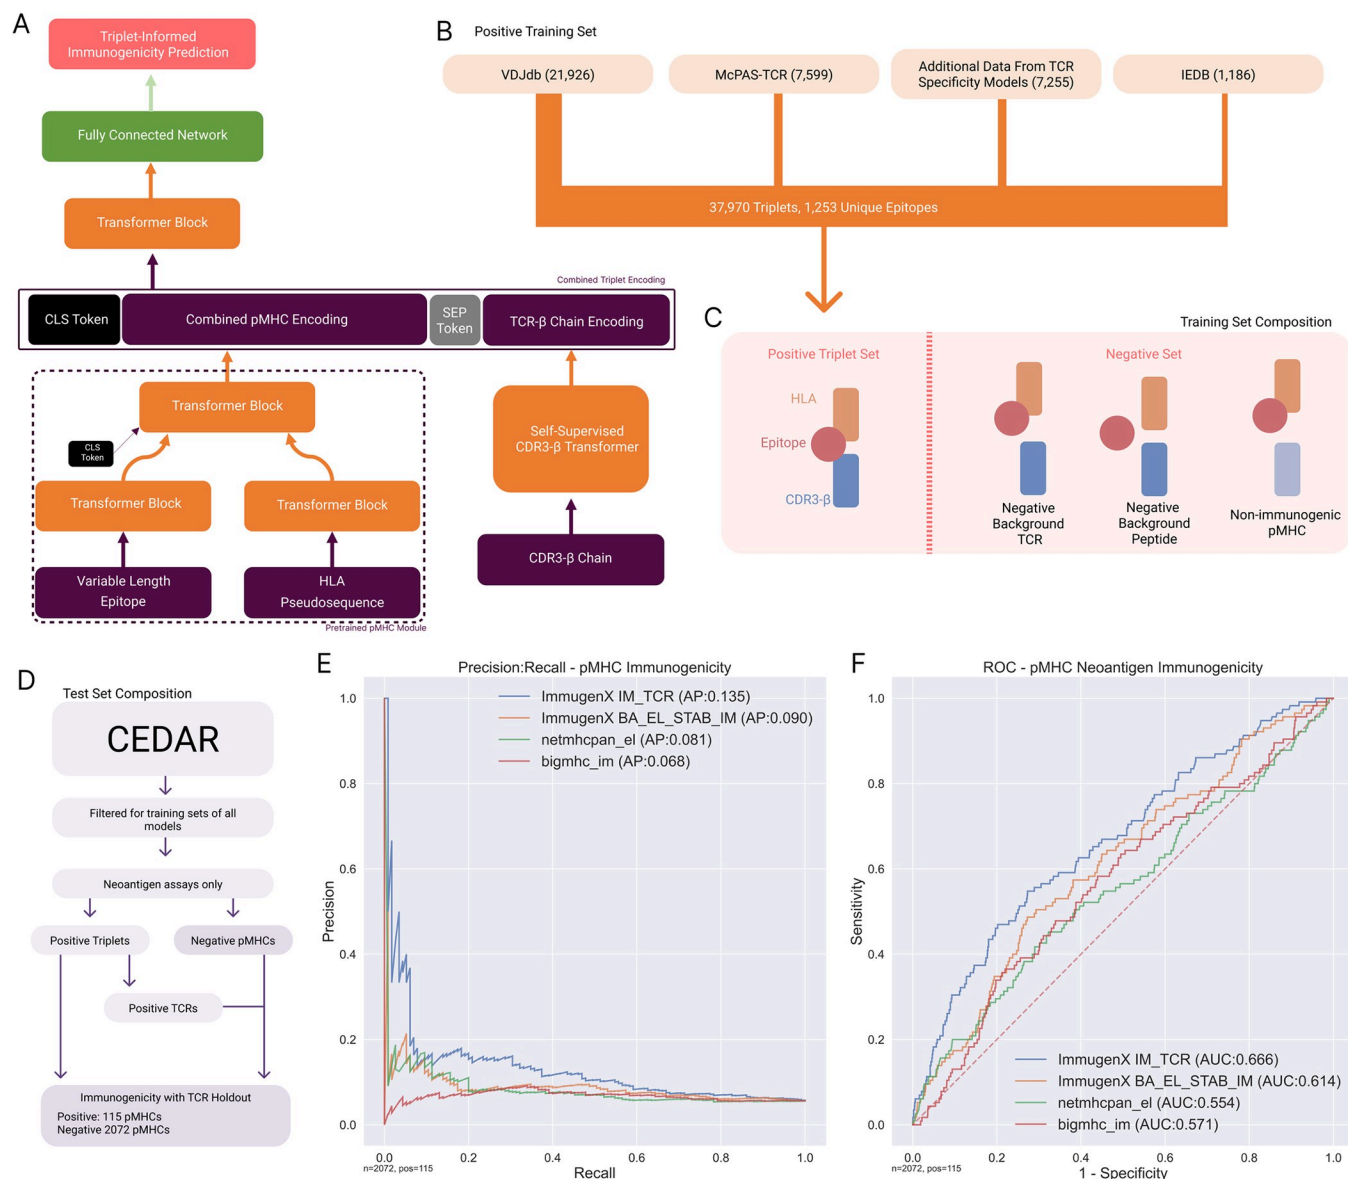 A
Triplet-Informed
Immunogenicity Prediction
Fully Connected Network
Transformer Block
Combined Triplet Encoding
CLS Token
Combined pMHC Encoding
SEP
Token
TCR-β Chain Encoding
Transformer Block
CLS
Token
Transformer Block
Transformer Block
Variable Length
Epitope
HLA
Pseudosequence
Pretrained pMHC Module
Self-Supervised
CDR3-β Transformer
CDR3-β Chain
B
Positive Training Set
VDJdb (21,926)
McPAS-TCR (7,599)
Additional Data From TCR
Specificity Models (7,255)
IEDB (1,186)
37,970 Triplets, 1,253 Unique Epitopes
C
Training Set Composition
Positive Triplet Set
HLA
Epitope
CDR3-β
Negative Set
Negative
Background
TCR
Negative
Background
Peptide
Non-immunogenic
pMHC
D
Test Set Composition
CEDAR
Filtered for training sets of all
models
Neoantigen assays only
Positive Triplets
Negative pMHCs
Positive TCRs
Immunogenicity with TCR Holdout
Positive: 115 pMHCs
Negative 2072 pMHCs
E
Precision:Recall - pMHC Immunogenicity
ImmugenX IM_TCR (AP:0.135)
ImmugenX BA_EL_STAB_IM (AP:0.090)
netmhcpan_el (AP:0.081)
bigmhc_im (AP:0.068)
Precision
1.0
0.8
0.6
0.4
0.2
0.0
0.0
0.2
0.4
0.6
0.8
1.0
n=2072, pos=115
Recall
F
ROC - pMHC Neoantigen Immunogenicity
Sensitivity
1.0
0.8
0.6
0.4
0.2
0.0
ImmugenX IM_TCR (AUC:0.666)
ImmugenX BA_EL_STAB_IM (AUC:0.614)
netmhcpan_el (AUC:0.554)
bigmhc_im (AUC:0.571)
0.0
0.2
0.4
0.6
0.8
1.0
n=2072, pos=115
1 - Specificity